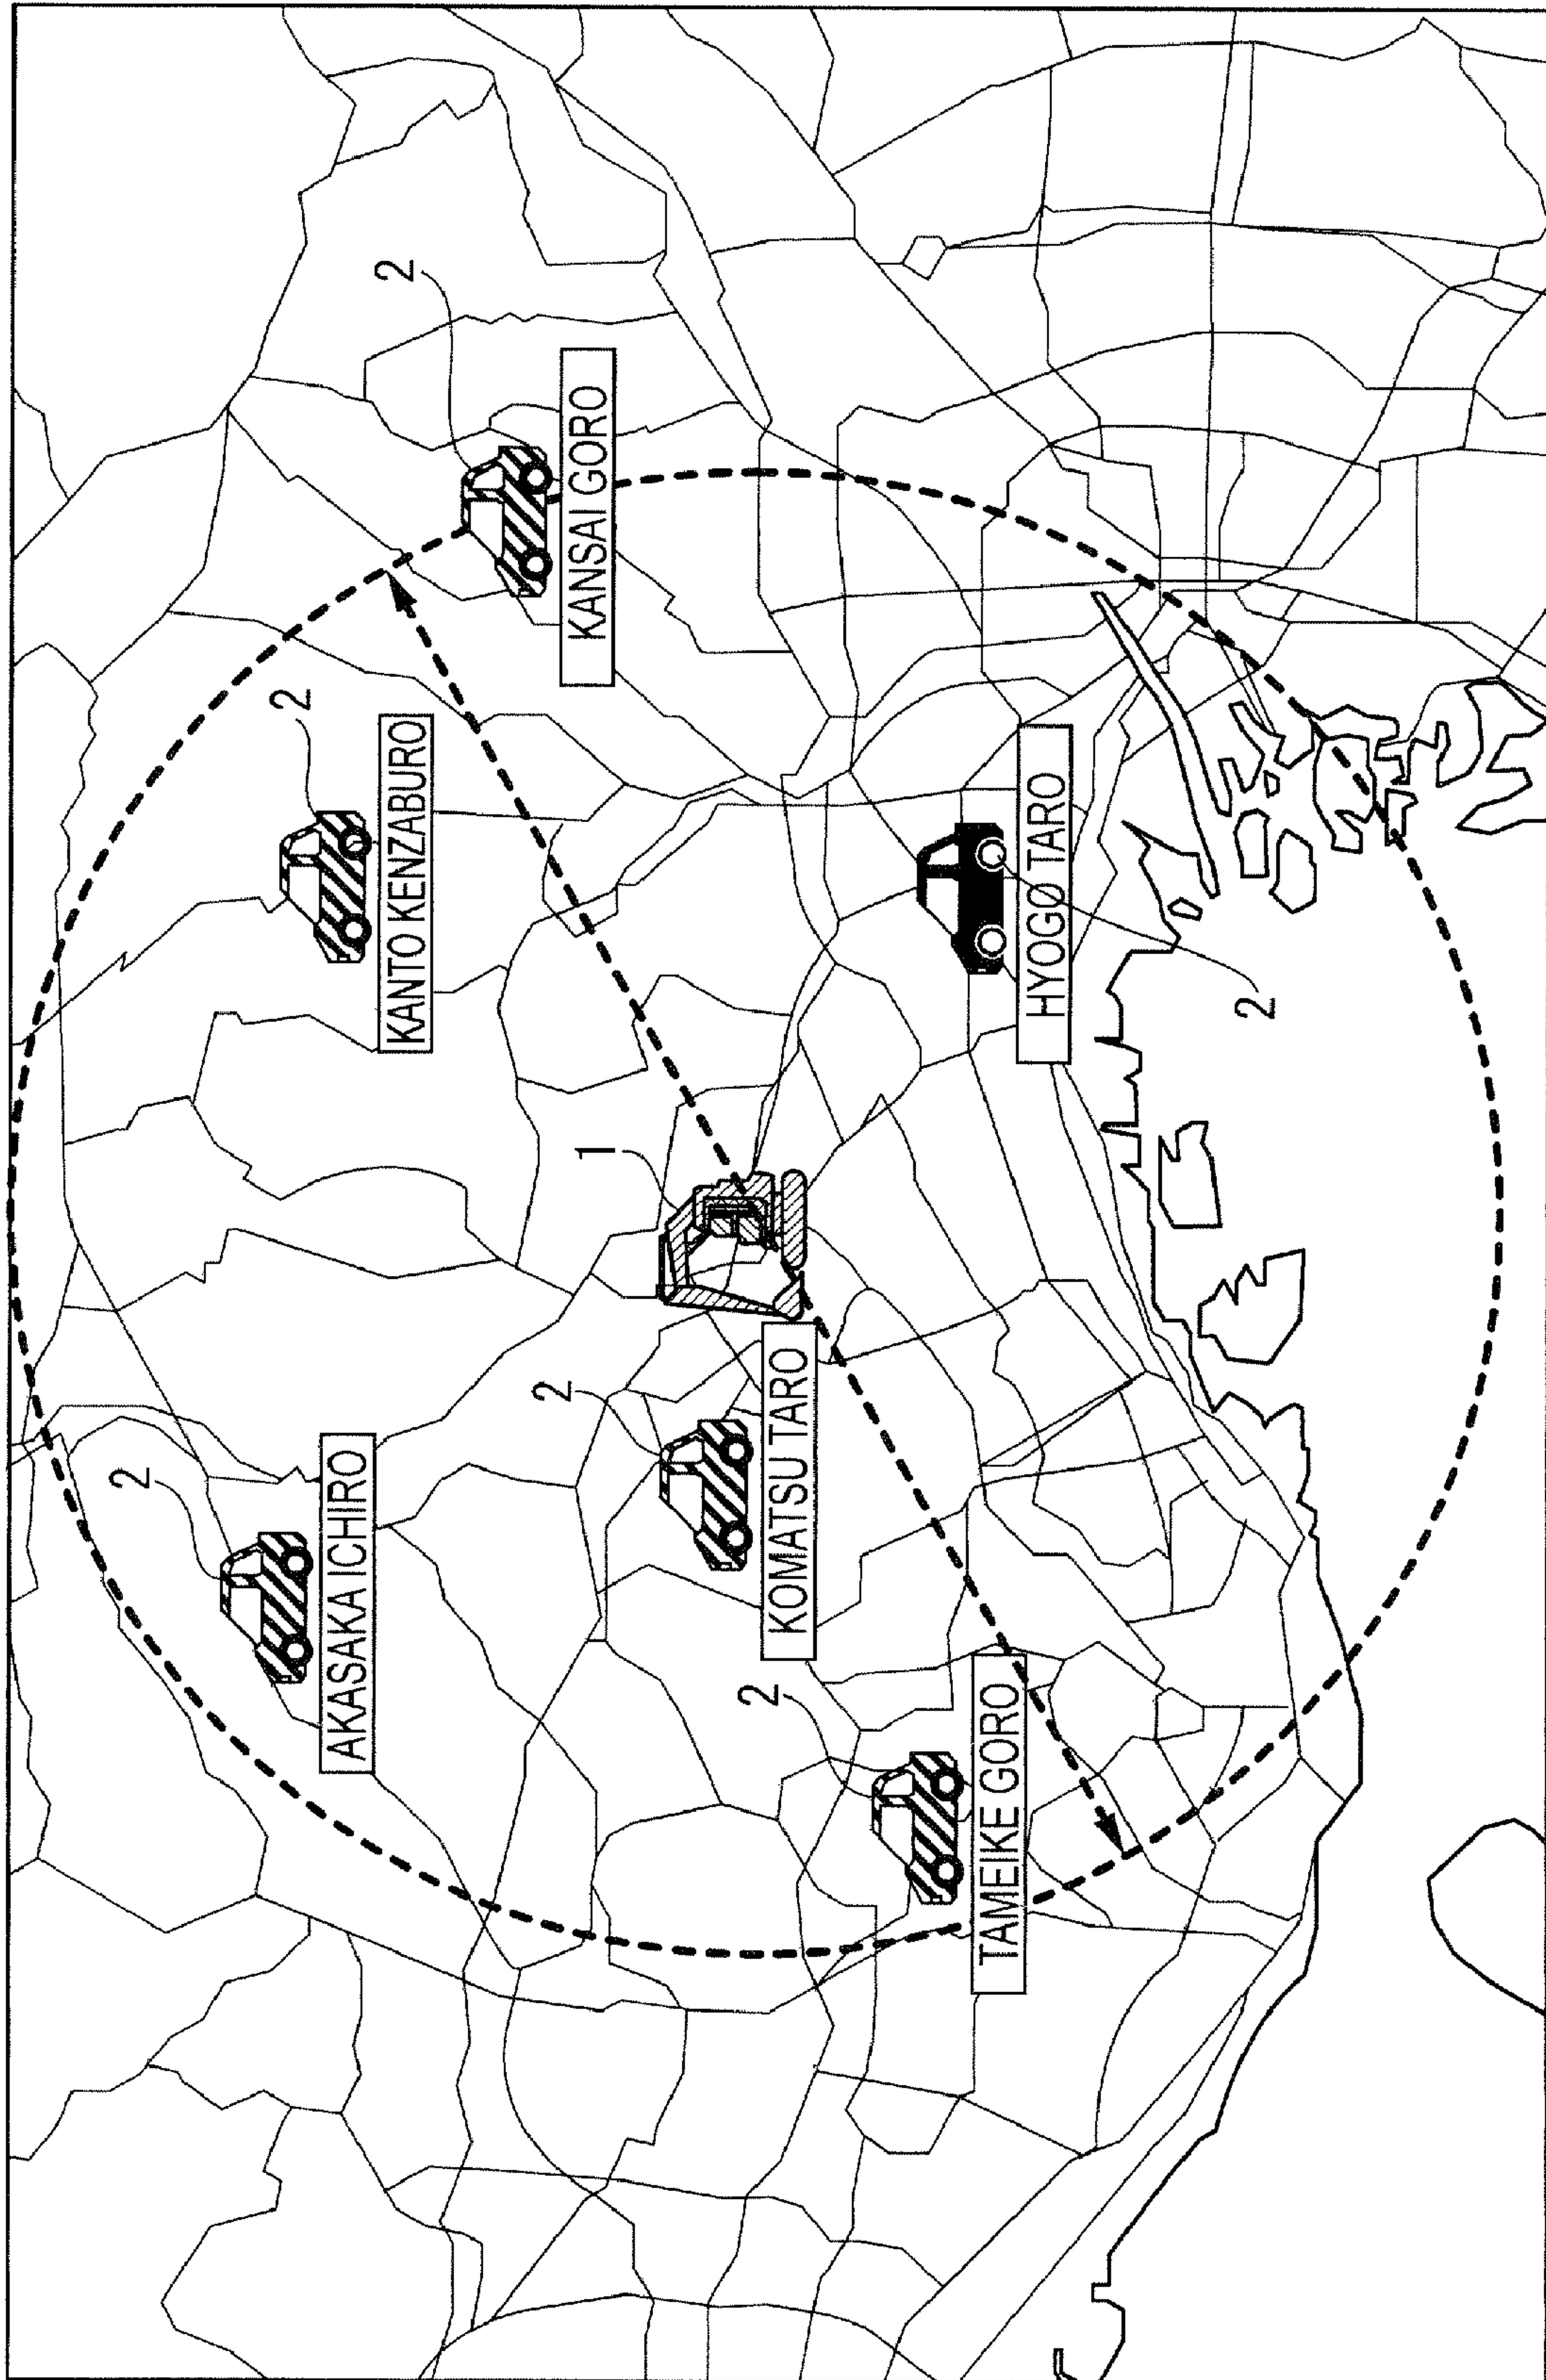 2
2
AKASAKA ICHIRO
2
KANTO KENZABURO
2
KANSAI GORO
1
2
KOMATSU TARO
TAMEIKE GORO
HYOGO TARO
2